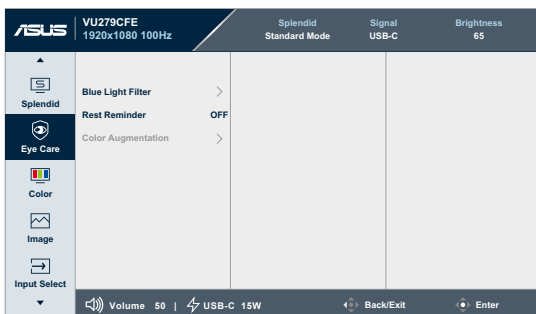 ASUS
VU279CFE
1920x1080 100Hz
Splendid
Standard Mode
Signal
USB-C
Brightness
65
Splendid
Eye Care
Color
Image
Input Select
Blue Light Filter
Rest Reminder OFF
Color Augmentation
Volume 50 | USB-C 15W
Back/Exit
Enter